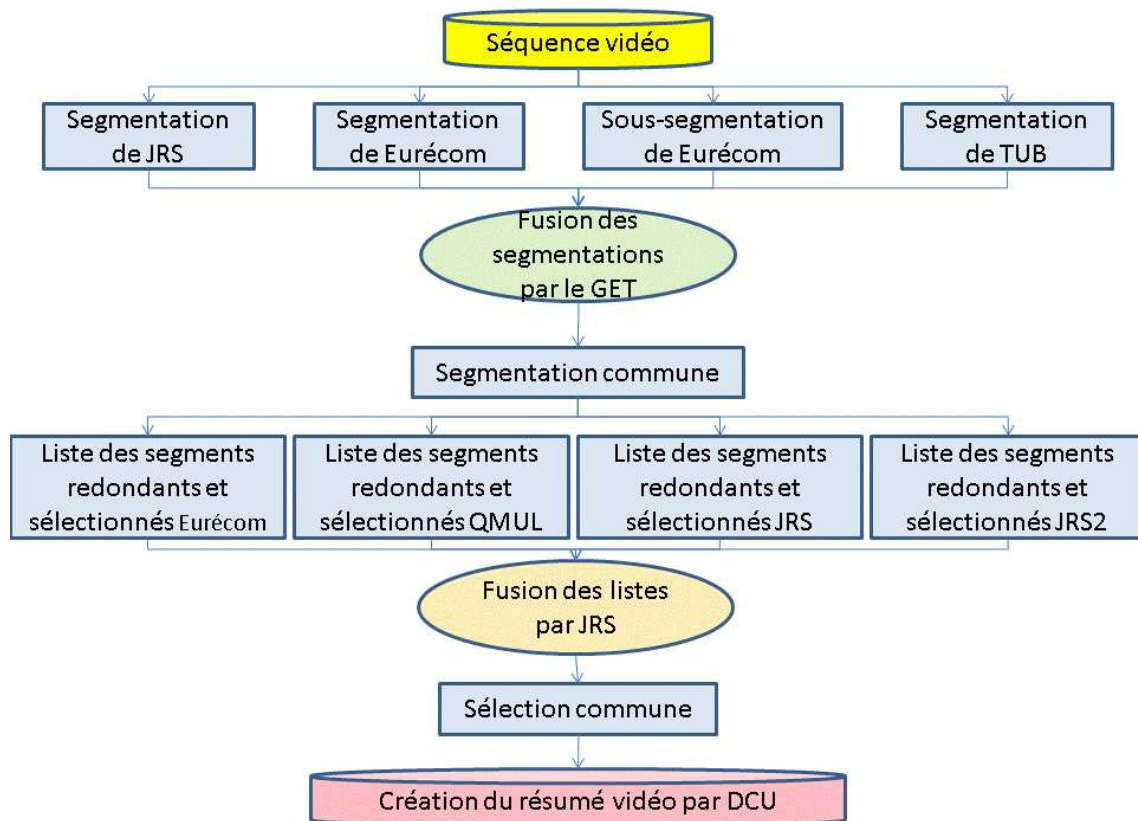 Séquence vidéo
Segmentation
de JRS
Segmentation
de Eurécom
Sous-segmentation
de Eurécom
Segmentation
de TUB
Fusion des
segmentations
par le GET
Segmentation commune
Liste des segments
redondants et
sélectionnés Eurécom
Liste des segments
redondants et
sélectionnés QMUL
Liste des segments
redondants et
sélectionnés JRS
Liste des segments
redondants et
sélectionnés JRS2
Fusion des listes
par JRS
Sélection commune
Création du résumé vidéo par DCU